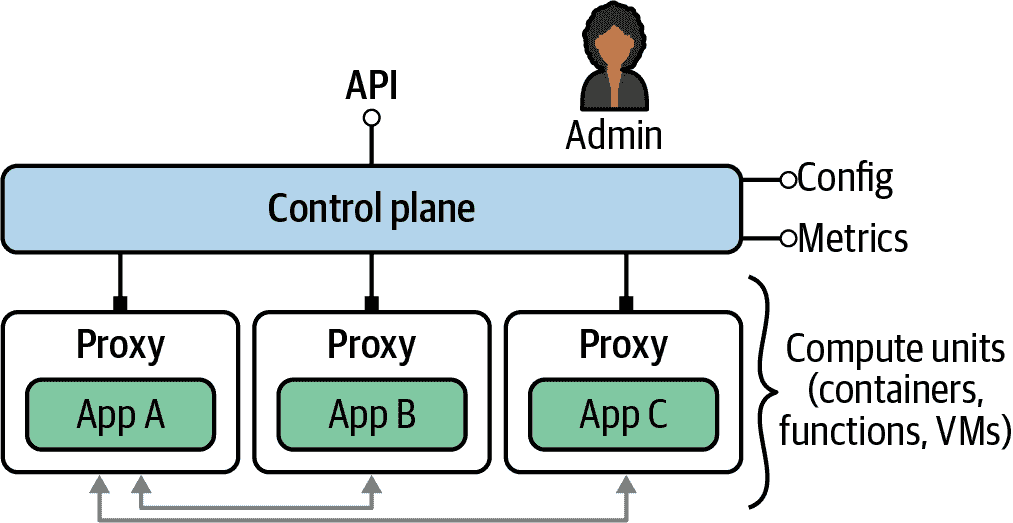 API
Admin
Control plane
Config
Metrics
Proxy
Proxy
Proxy
App A
App B
App C
Compute units
(containers,
functions, VMs)